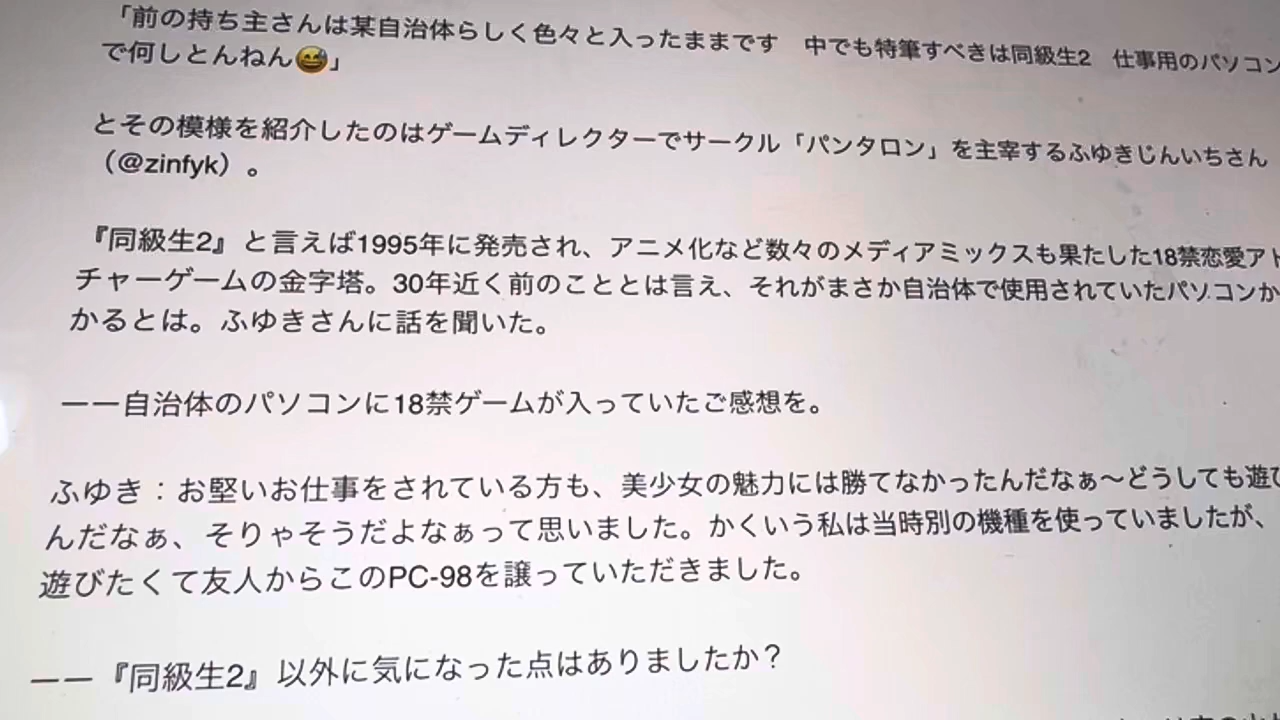 「前の持ち主さんは某自治体らしく色々と入ったままです　中でも特筆すべきは同級生2　仕事用のパソコン
で何しとんねん😅」
とその模様を紹介したのはゲームディレクターでサークル「パンタロン」を主宰するふゆきじんいちさん
（@zinfyk）。
『同級生2』と言えば1995年に発売され、アニメ化など数々のメディアミックスも果たした18禁恋愛アド
チャーゲームの金字塔。30年近く前のこととは言え、それがまさか自治体で使用されていたパソコンか
かるとは。ふゆきさんに話を聞いた。
ーー自治体のパソコンに18禁ゲームが入っていたご感想を。
ふゆき：お堅いお仕事をされている方も、美少女の魅力には勝てなかったんだなぁ〜どうしても遊び
んだなぁ、そりゃそうだよなぁって思いました。かくいう私は当時別の機種を使っていましたが、
遊びたくて友人からこのPC-98を譲っていただきました。
ーー『同級生2』以外に気になった点はありましたか？